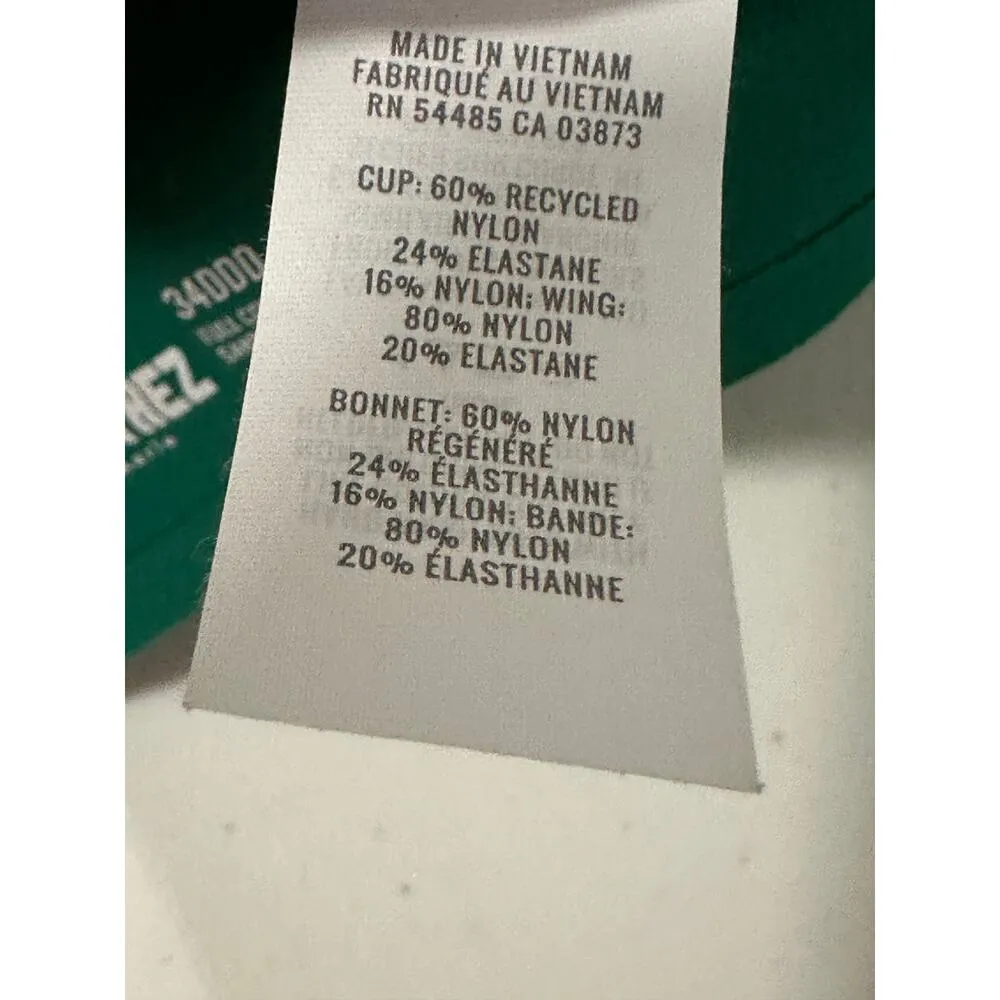 MADE IN VIETNAM
FABRIQUÉ AU VIETNAM
RN 54485 CA 03873
CUP: 60% RECYCLED
NYLON
24% ELASTANE
16% NYLON; WING:
80% NYLON
20% ELASTANE
BONNET: 60% NYLON
RÉGÉNÉRÉ
24% ÉLASTHANNE
16% NYLON; BANDE:
80% NYLON
20% ÉLASTHANNE
34DDD